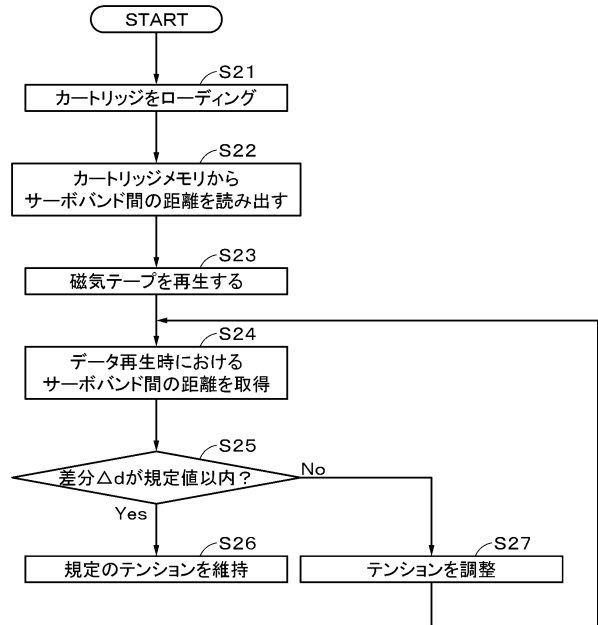 START
S21
カートリッジをローディング
S22
カートリッジメモリから
サーボバンド間の距離を読み出す
S23
磁気テープを再生する
S24
データ再生時における
サーボバンド間の距離を取得
S25
差分△dが規定値以内？
No
Yes
S26
規定のテンションを維持
S27
テンションを調整